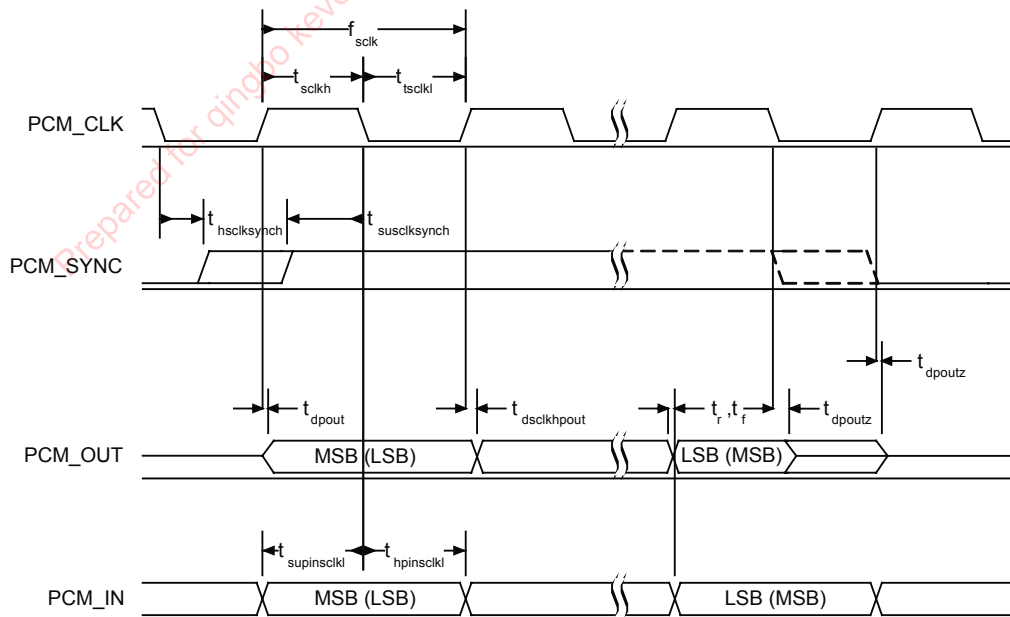 f sclk
t sclkh
t tsclkl
PCM_CLK
t hsclksynch
t susclksynch
PCM_SYNC
t dpoutz
t dpout
t dsclkhpout
t r ,t f
t dpoutz
PCM_OUT
MSB (LSB)
LSB (MSB)
t supinsclkl
t hpinsclkl
PCM_IN
MSB (LSB)
LSB (MSB)